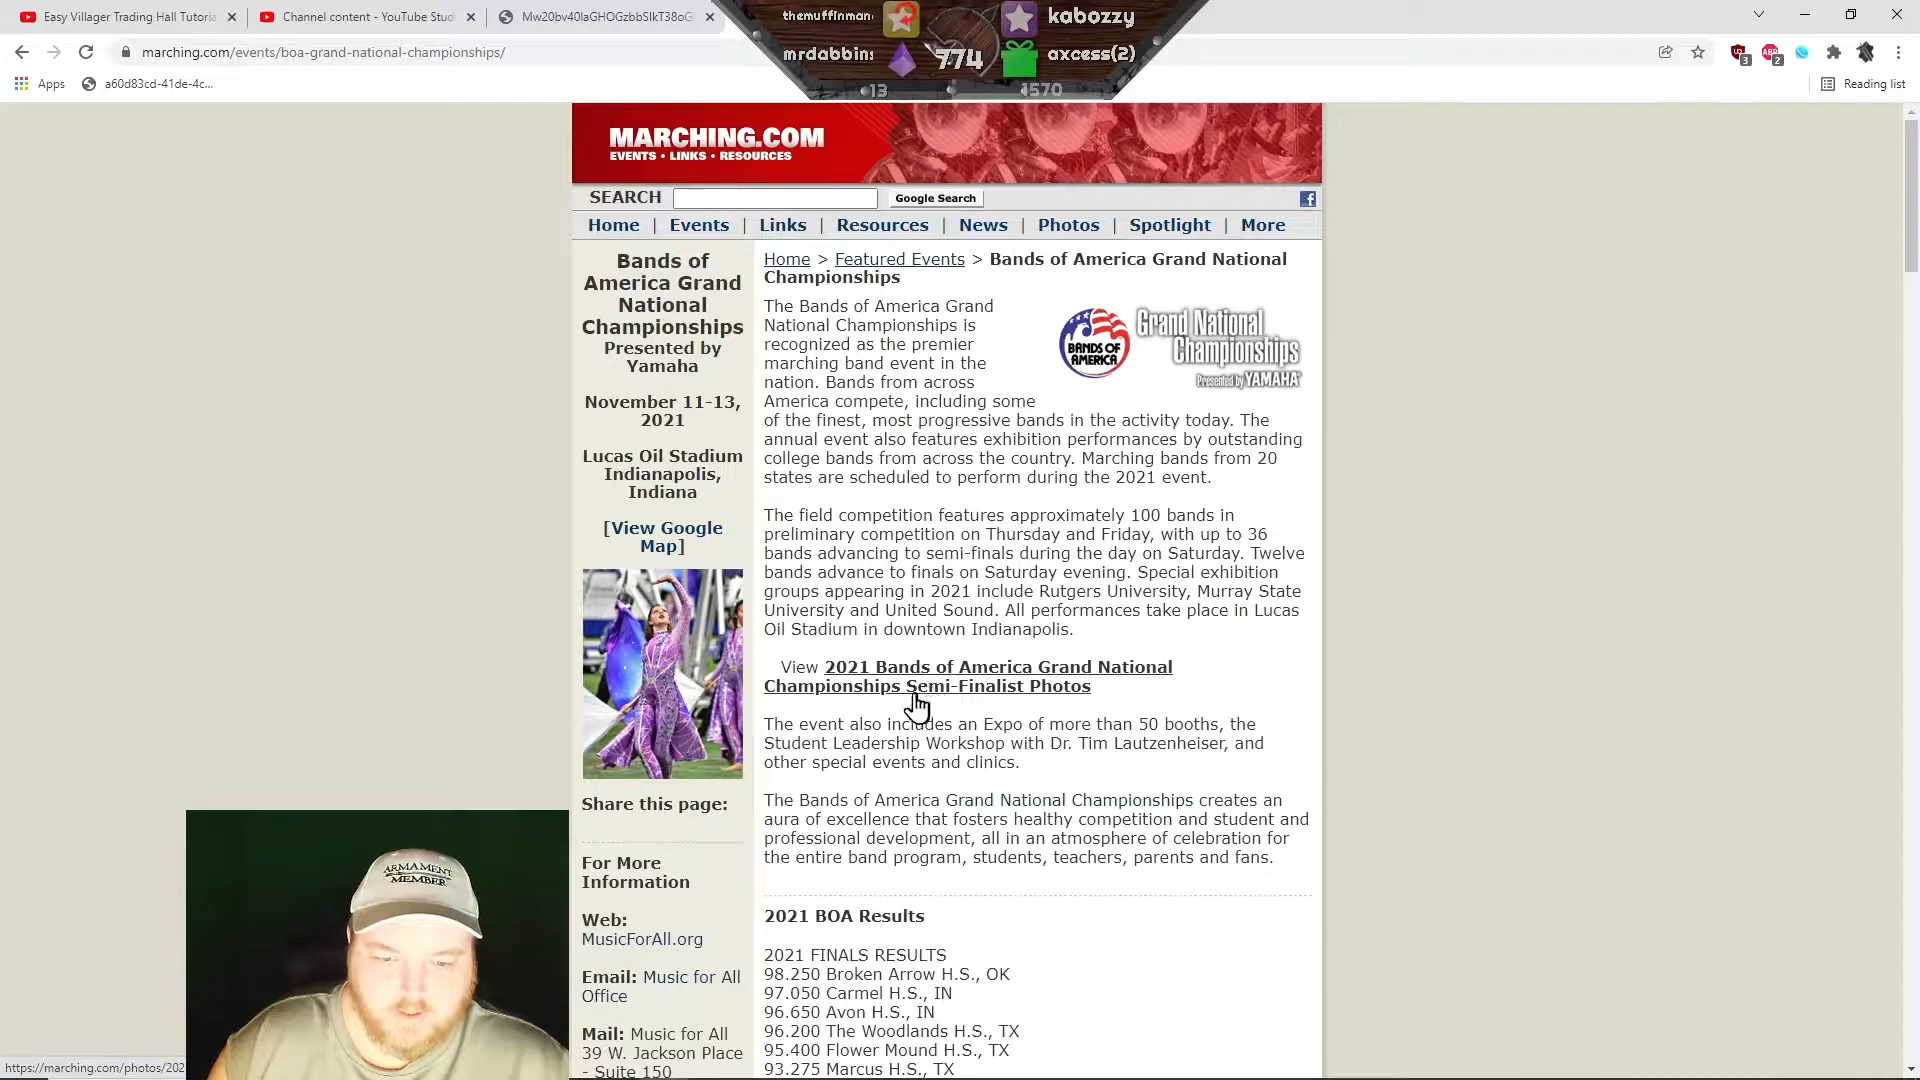 Easy Villager Trading Hall Tutoria
Channel content - YouTube Stud
themuffinman
kabozzy
mrdabbin
774
axcess(2)
13
1570
marching.com/events/boa-grand-national-championships/
3
2
Apps
a60d83cd-41de-4c...
Reading list
MARCHING.COM
EVENTS • LINKS • RESOURCES
SEARCH
Google Search
Home | Events | Links | Resources | News | Photos | Spotlight | More
Bands of
America Grand
National
Championships
Presented by
Yamaha
November 11-13,
2021
Lucas Oil Stadium
Indianapolis,
Indiana
[View Google
Map]
Share this page:
For More
Information
Web:
MusicForAll.org
Email: Music for All
Office
Mail: Music for All
39 W. Jackson Place
- Suite 150
Home > Featured Events > Bands of America Grand National
Championships
The Bands of America Grand
National Championships is
recognized as the premier
marching band event in the
nation. Bands from across
America compete, including some
of the finest, most progressive bands in the activity today. The
annual event also features exhibition performances by outstanding
college bands from across the country. Marching bands from 20
states are scheduled to perform during the 2021 event.
BANDS OF
AMERICA
Grand National
Championships
Presented by YAMAHA
The field competition features approximately 100 bands in
preliminary competition on Thursday and Friday, with up to 36
bands advancing to semi-finals during the day on Saturday. Twelve
bands advance to finals on Saturday evening. Special exhibition
groups appearing in 2021 include Rutgers University, Murray State
University and United Sound. All performances take place in Lucas
Oil Stadium in downtown Indianapolis.
View 2021 Bands of America Grand National
Championships Semi-Finalist Photos
The event also includes an Expo of more than 50 booths, the
Student Leadership Workshop with Dr. Tim Lautzenheiser, and
other special events and clinics.
The Bands of America Grand National Championships creates an
aura of excellence that fosters healthy competition and student and
professional development, all in an atmosphere of celebration for
the entire band program, students, teachers, parents and fans.
2021 BOA Results
2021 FINALS RESULTS
98.250 Broken Arrow H.S., OK
97.050 Carmel H.S., IN
96.650 Avon H.S., IN
96.200 The Woodlands H.S., TX
95.400 Flower Mound H.S., TX
93.275 Marcus H.S., TX
ARMAMENT
MEMBER
https://marching.com/photos/202